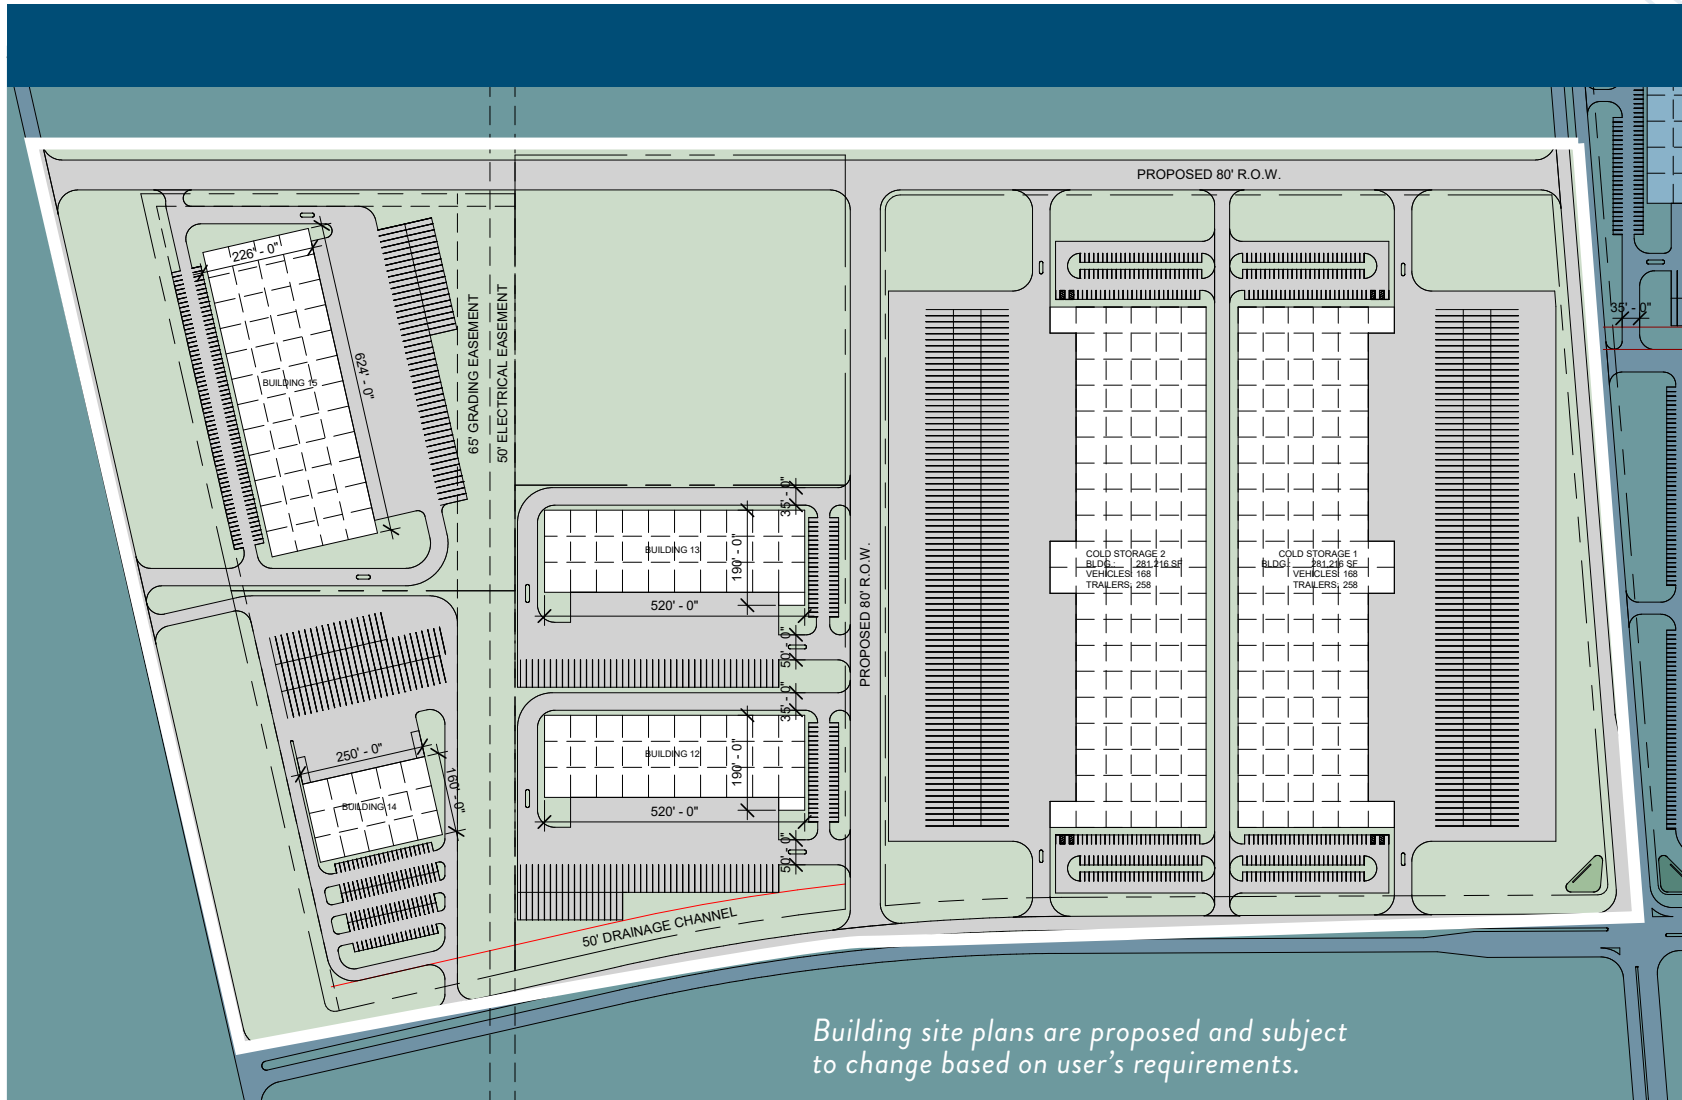 PROPOSED 80' R.O.W.
226' - 0"
624' - 0"
BUILDING 15
65' GRADING EASEMENT
50' ELECTRICAL EASEMENT
35' - 0"
35' - 0"
BUILDING 13
190' - 0"
520' - 0"
50' - 0"
PROPOSED 80' R.O.W.
COLD STORAGE 2
BLDG.: 281,216 SF
VEHICLES: 168
TRAILERS: 258
COLD STORAGE 1
BLDG.: 281,216 SF
VEHICLES: 168
TRAILERS: 258
35' - 0"
BUILDING 12
190' - 0"
520' - 0"
50' - 0"
250' - 0"
160' - 0"
BUILDING 14
50' DRAINAGE CHANNEL
Building site plans are proposed and subject
to change based on user's requirements.